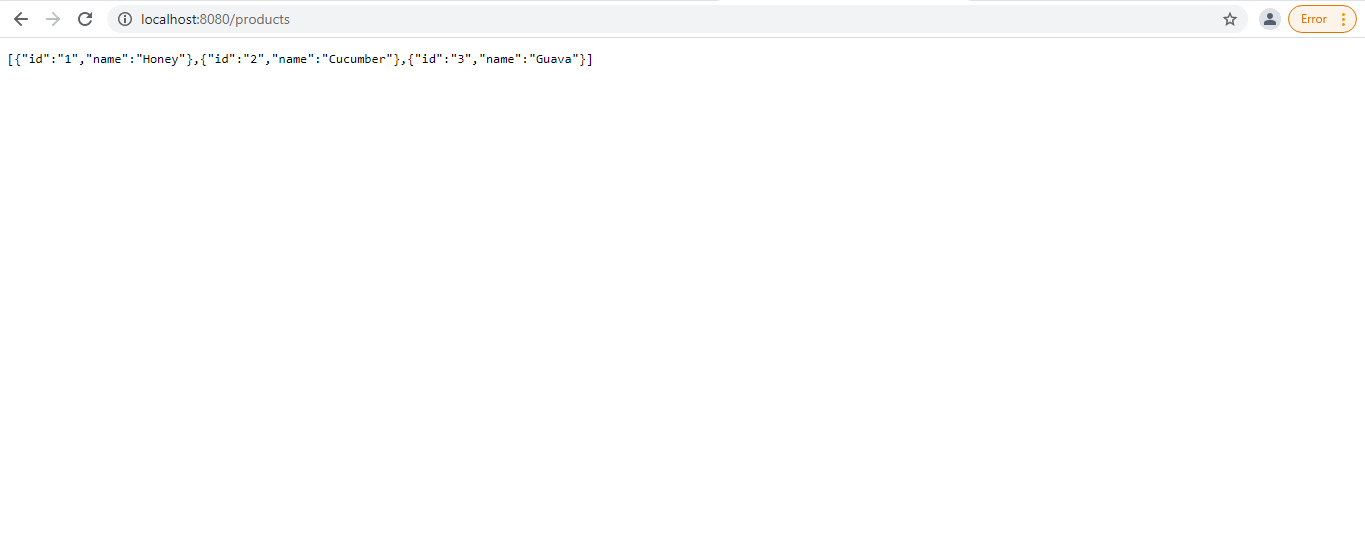 localhost:8080/products
Error
[{"id":"1","name":"Honey"},{"id":"2","name":"Cucumber"},{"id":"3","name":"Guava"}]